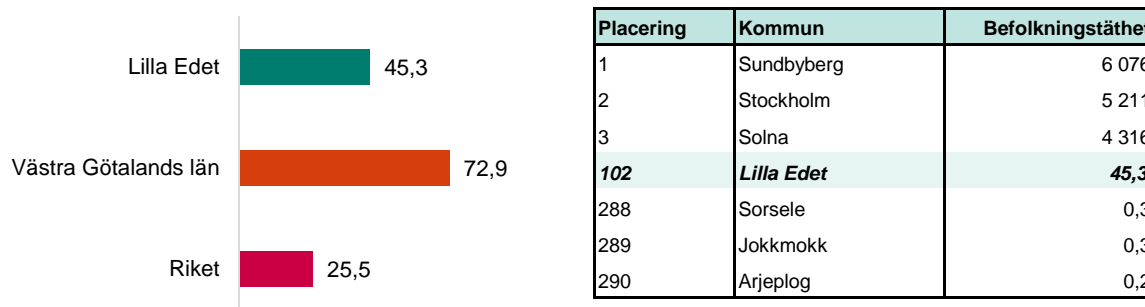 Lilla Edet 45,3
Västra Götalands län 72,9
Riket 25,5
Placering Kommun Befolkningstäthet
1 Sundbyberg 6 076
2 Stockholm 5 211
3 Solna 4 316
102 Lilla Edet 45,3
288 Sorsele 0,3
289 Jokkmokk 0,3
290 Arjeplog 0,2